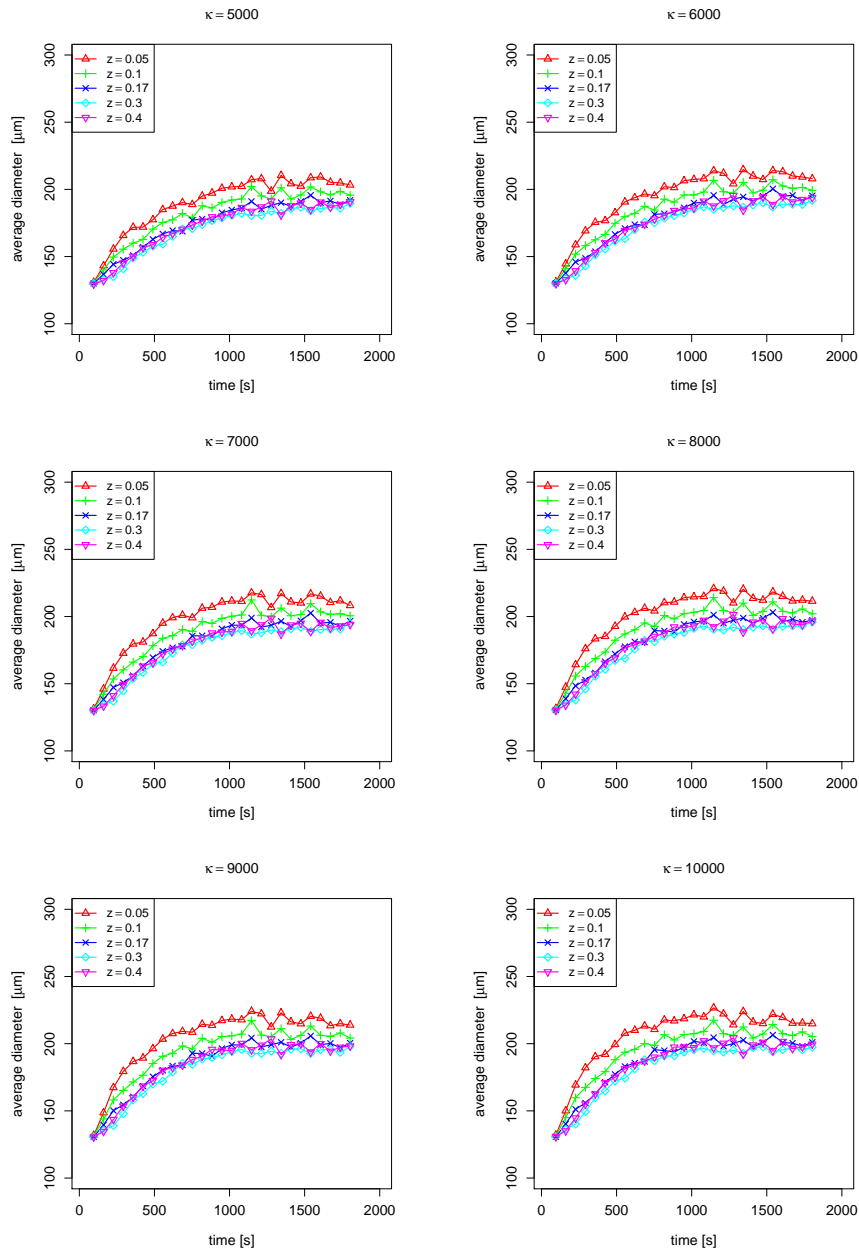 κ = 5000
average diameter [µm]
300
250
200
150
100
z = 0.05
z = 0.1
z = 0.17
z = 0.3
z = 0.4
0 500 1000 1500 2000
time [s]
κ = 6000
average diameter [µm]
300
250
200
150
100
z = 0.05
z = 0.1
z = 0.17
z = 0.3
z = 0.4
0 500 1000 1500 2000
time [s]
κ = 7000
average diameter [µm]
300
250
200
150
100
z = 0.05
z = 0.1
z = 0.17
z = 0.3
z = 0.4
0 500 1000 1500 2000
time [s]
κ = 8000
average diameter [µm]
300
250
200
150
100
z = 0.05
z = 0.1
z = 0.17
z = 0.3
z = 0.4
0 500 1000 1500 2000
time [s]
κ = 9000
average diameter [µm]
300
250
200
150
100
z = 0.05
z = 0.1
z = 0.17
z = 0.3
z = 0.4
0 500 1000 1500 2000
time [s]
κ = 10000
average diameter [µm]
300
250
200
150
100
z = 0.05
z = 0.1
z = 0.17
z = 0.3
z = 0.4
0 500 1000 1500 2000
time [s]